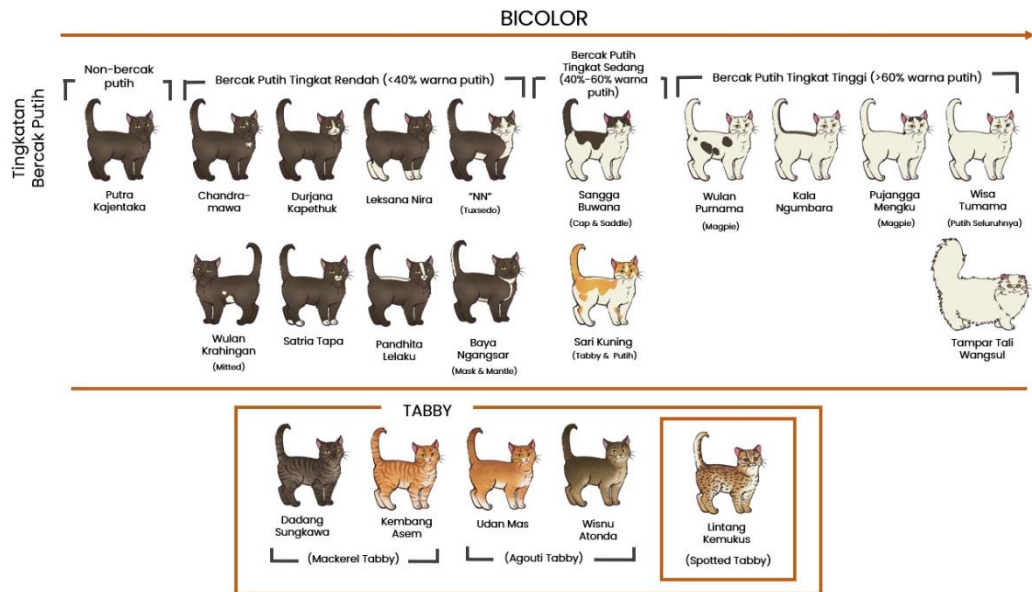 BICOLOR
Tingkatan
Bercak Putih
Non-bercak
putih
Bercak Putih Tingkat Rendah (<40% warna putih)
Bercak Putih
Tingkat Sedang
(40%-60% warna
putih)
Bercak Putih Tingkat Tinggi (>60% warna putih)
Putra
Kajentaka
Chandra-
mawa
Durjana
Kapethuk
Leksana Nira
"NN"
(Tuxsedo)
Sangga
Buwana
(Cap & Saddle)
Wulan
Purnama
(Magpie)
Kala
Ngumbara
Pujangga
Mengku
(Magpie)
Wisa
Tumama
(Putih Seluruhnya)
Wulan
Krahingan
(Mitted)
Satria Tapa
Pandhita
Lelaku
Baya
Ngangsar
(Mask & Mantle)
Sari Kuning
(Tabby & Putih)
Tampar Tali
Wangsul
TABBY
Dadang
Sungkawa
Kembang
Asem
Udan Mas
Wisnu
Atonda
Lintang
Kemukus
(Mackerel Tabby)
(Agouti Tabby)
(Spotted Tabby)